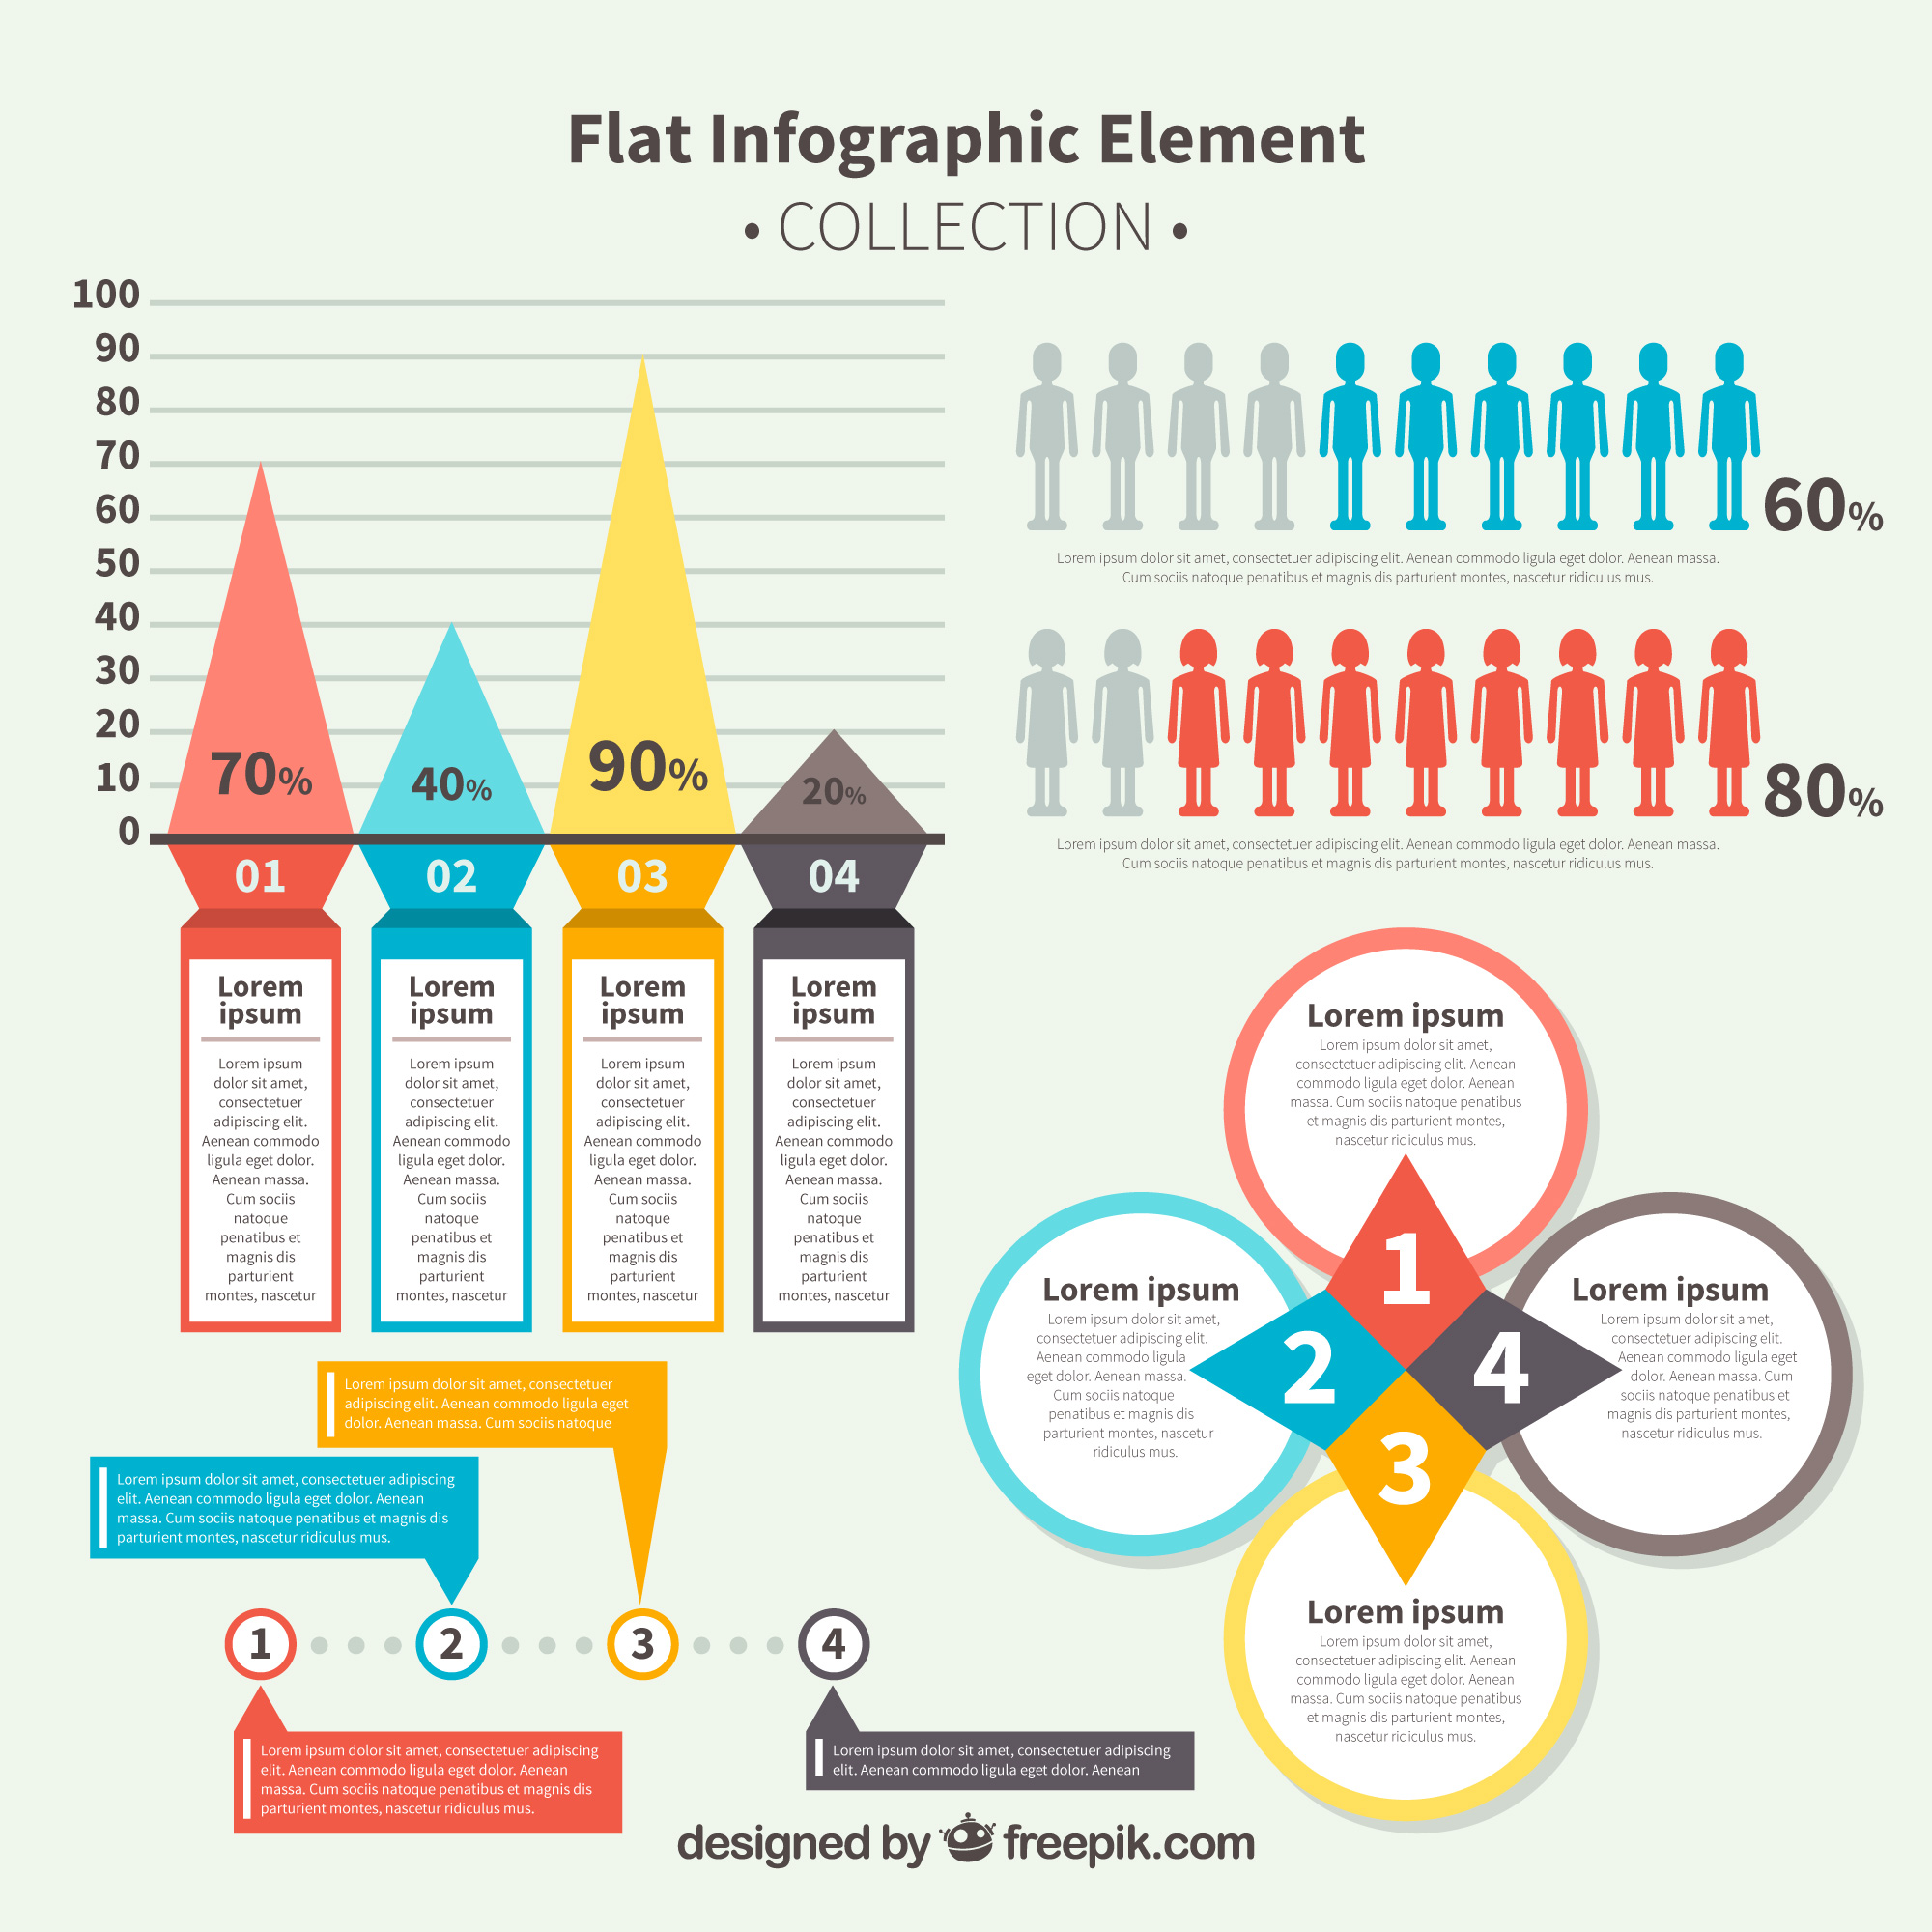 Flat Infographic Element
• COLLECTION •
100
90
80
70
60
50
40
30
20
10
0
70%
40%
90%
20%
01
02
03
04
Lorem
ipsum
Lorem ipsum
dolor sit amet,
consectetuer
adipiscing elit.
Aenean commodo
ligula eget dolor.
Aenean massa.
Cum sociis
natoque
penatibus et
magnis dis
parturient
montes, nascetur
Lorem
ipsum
Lorem ipsum
dolor sit amet,
consectetuer
adipiscing elit.
Aenean commodo
ligula eget dolor.
Aenean massa.
Cum sociis
natoque
penatibus et
magnis dis
parturient
montes, nascetur
Lorem
ipsum
Lorem ipsum
dolor sit amet,
consectetuer
adipiscing elit.
Aenean commodo
ligula eget dolor.
Aenean massa.
Cum sociis
natoque
penatibus et
magnis dis
parturient
montes, nascetur
Lorem
ipsum
Lorem ipsum
dolor sit amet,
consectetuer
adipiscing elit.
Aenean commodo
ligula eget dolor.
Aenean massa.
Cum sociis
natoque
penatibus et
magnis dis
parturient
montes, nascetur
60%
Lorem ipsum dolor sit amet, consectetuer adipiscing elit. Aenean commodo ligula eget dolor. Aenean massa.
Cum sociis natoque penatibus et magnis dis parturient montes, nascetur ridiculus mus.
80%
Lorem ipsum dolor sit amet, consectetuer adipiscing elit. Aenean commodo ligula eget dolor. Aenean massa.
Cum sociis natoque penatibus et magnis dis parturient montes, nascetur ridiculus mus.
Lorem ipsum
Lorem ipsum dolor sit amet,
consectetuer adipiscing elit. Aenean
commodo ligula eget dolor. Aenean
massa. Cum sociis natoque penatibus
et magnis dis parturient montes,
nascetur ridiculus mus.
1
Lorem ipsum
Lorem ipsum dolor sit amet,
consectetuer adipiscing elit.
Aenean commodo ligula
eget dolor. Aenean massa.
Cum sociis natoque
penatibus et magnis dis
parturient montes, nascetur
ridiculus mus.
2
4
Lorem ipsum
Lorem ipsum dolor sit amet,
consectetuer adipiscing elit.
Aenean commodo ligula eget
dolor. Aenean massa. Cum
sociis natoque penatibus et
magnis dis parturient montes,
nascetur ridiculus mus.
3
Lorem ipsum
Lorem ipsum dolor sit amet,
consectetuer adipiscing elit. Aenean
commodo ligula eget dolor. Aenean
massa. Cum sociis natoque penatibus
et magnis dis parturient montes,
nascetur ridiculus mus.
Lorem ipsum dolor sit amet, consectetuer
adipiscing elit. Aenean commodo ligula eget
dolor. Aenean massa. Cum sociis natoque
Lorem ipsum dolor sit amet, consectetuer adipiscing
elit. Aenean commodo ligula eget dolor. Aenean
massa. Cum sociis natoque penatibus et magnis dis
parturient montes, nascetur ridiculus mus.
1
2
3
4
Lorem ipsum dolor sit amet, consectetuer adipiscing
elit. Aenean commodo ligula eget dolor. Aenean
massa. Cum sociis natoque penatibus et magnis dis
parturient montes, nascetur ridiculus mus.
Lorem ipsum dolor sit amet, consectetuer adipiscing
elit. Aenean commodo ligula eget dolor. Aenean
designed by freepik.com